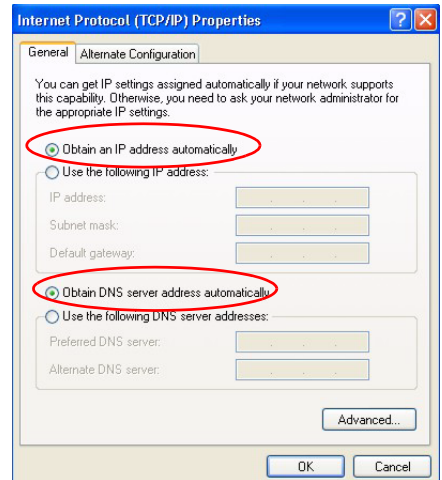 Internet Protocol (TCP/IP) Properties
General
Alternate Configuration
You can get IP settings assigned automatically if your network supports
this capability. Otherwise, you need to ask your network administrator for
the appropriate IP settings.
Obtain an IP address automatically
Use the following IP address:
IP address:
Subnet mask:
Default gateway:
Obtain DNS server address automatically
Use the following DNS server addresses:
Preferred DNS server:
Alternate DNS server:
Advanced...
OK
Cancel